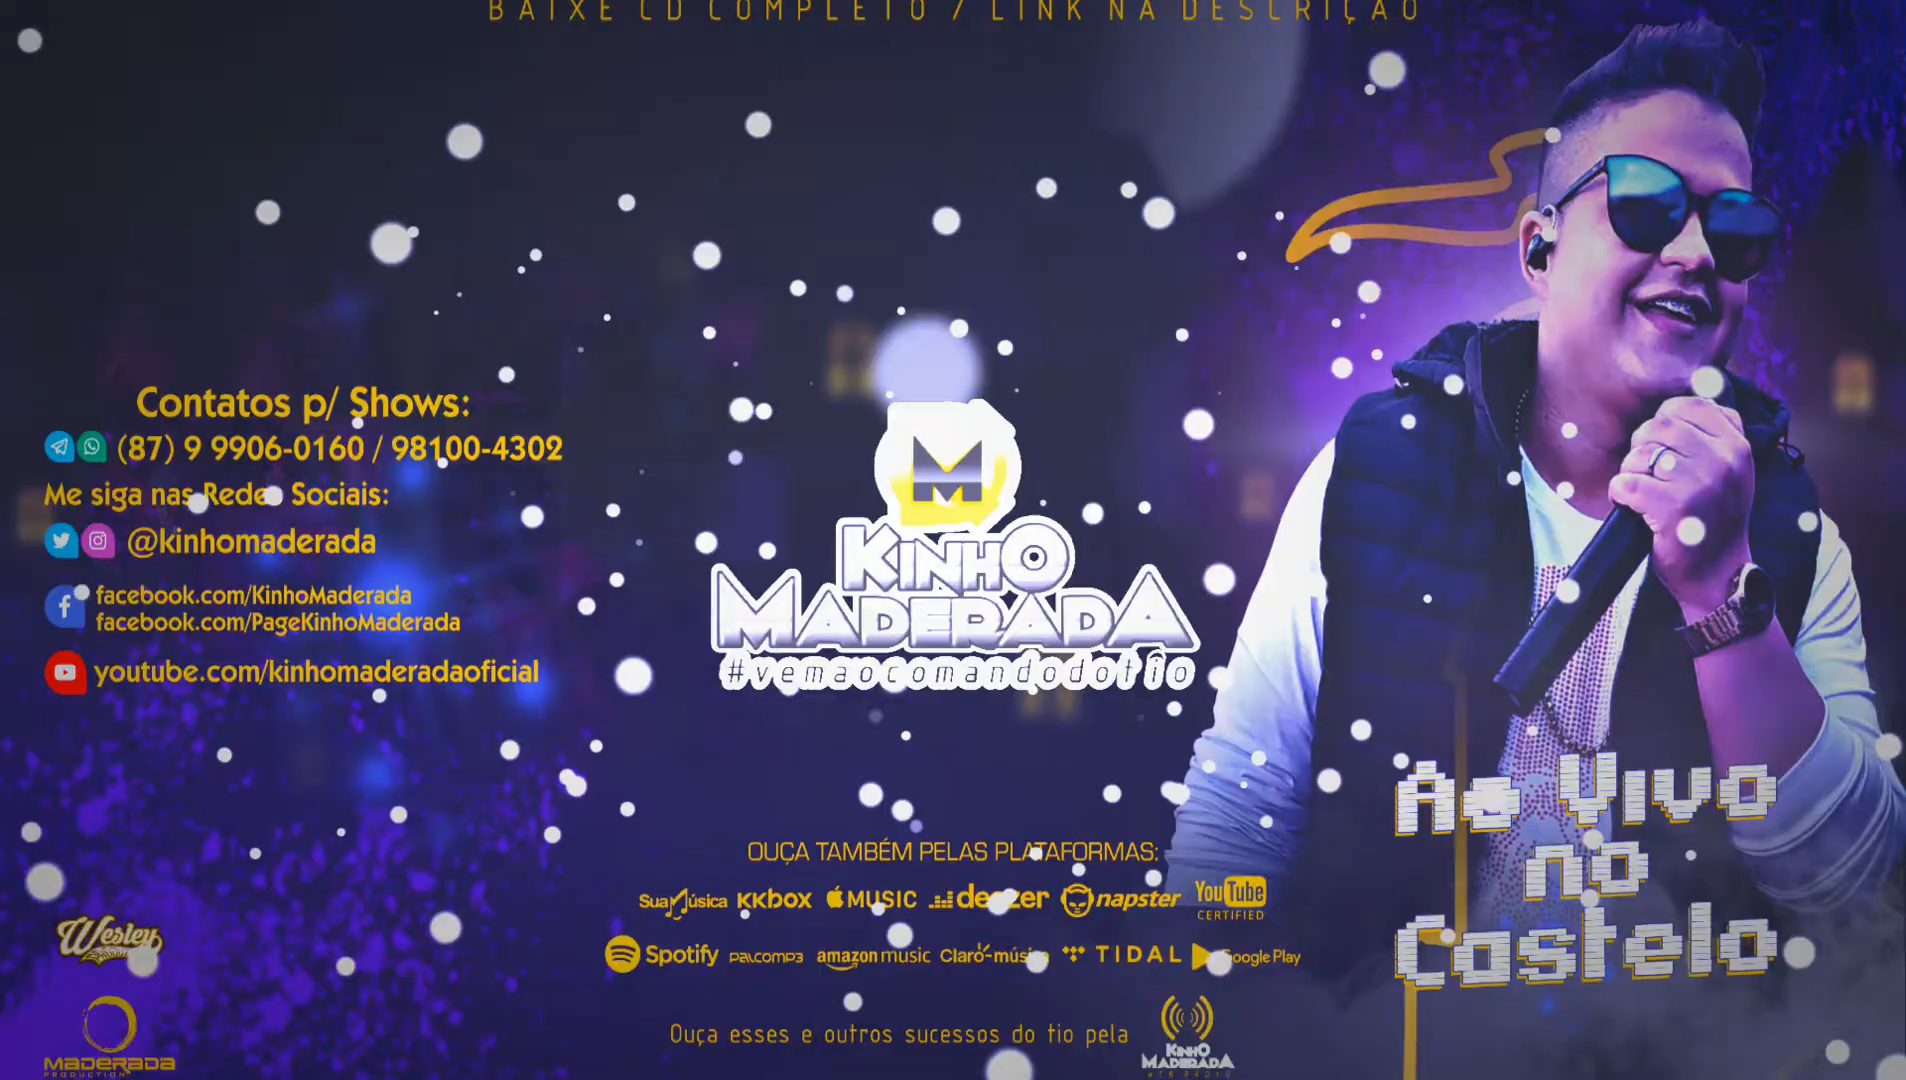 BAIXE CD COMPLETO / LINK NA DESCRIÇÃO
Contatos p/ Shows:
(87) 9 9906-0160 / 98100-4302
Me siga nas Redes Sociais:
@kinhomaderada
facebook.com/KinhoMaderada
facebook.com/PageKinhoMaderada
youtube.com/kinhomaderadaoficial
M
KINHO
MADERADA
#vemaocomandodotio
Ao Vivo
no
Castelo
OUÇA TAMBÉM PELAS PLATAFORMAS:
SuaMúsica KKBOX MUSIC deezer napster YouTube
CERTIFIED
Spotify PALCOMP3 amazon music Claro música TIDAL Google Play
Ouça esses e outros sucessos do tio pela
KINHO
MADERADA
WEB RÁDIO
Wesley
MADERADA
PRODUCTION